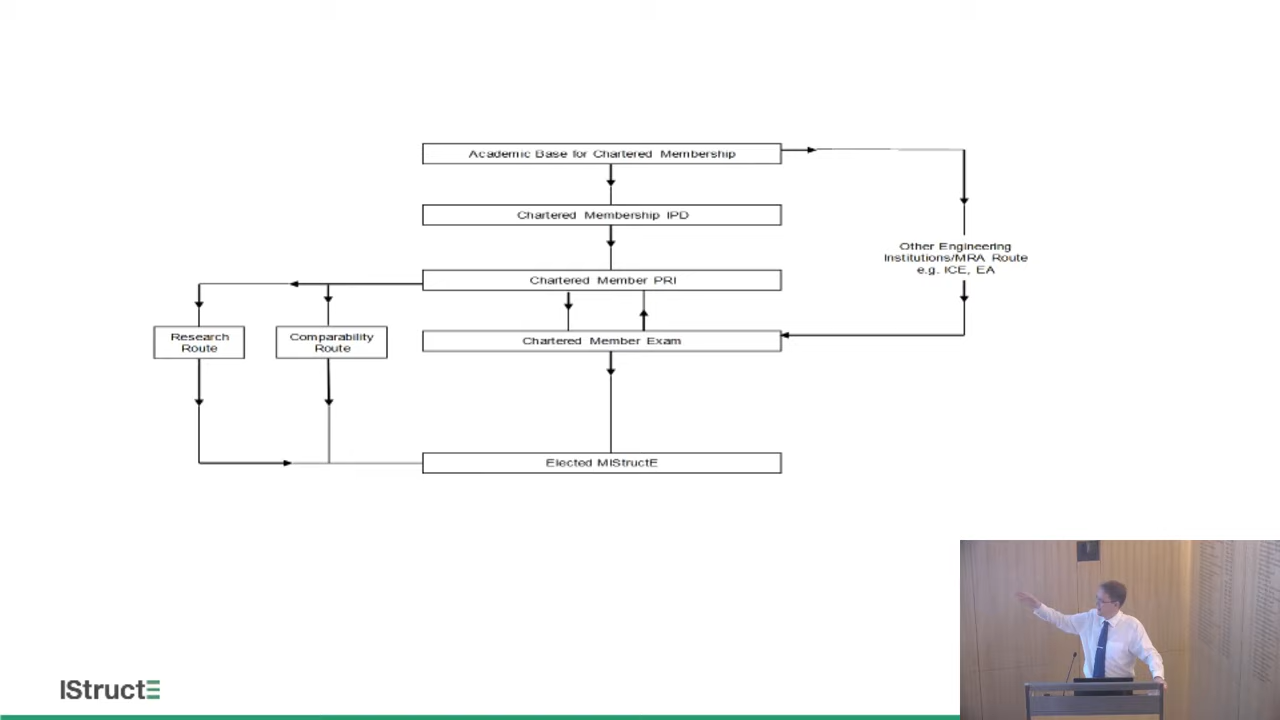 Academic Base for Chartered Membership
Chartered Membership IPD
Other Engineering
Institutions/MRA Route
e.g. ICE, EA
Chartered Member PRI
Research
Route
Comparability
Route
Chartered Member Exam
Elected MIStructE
IStructE